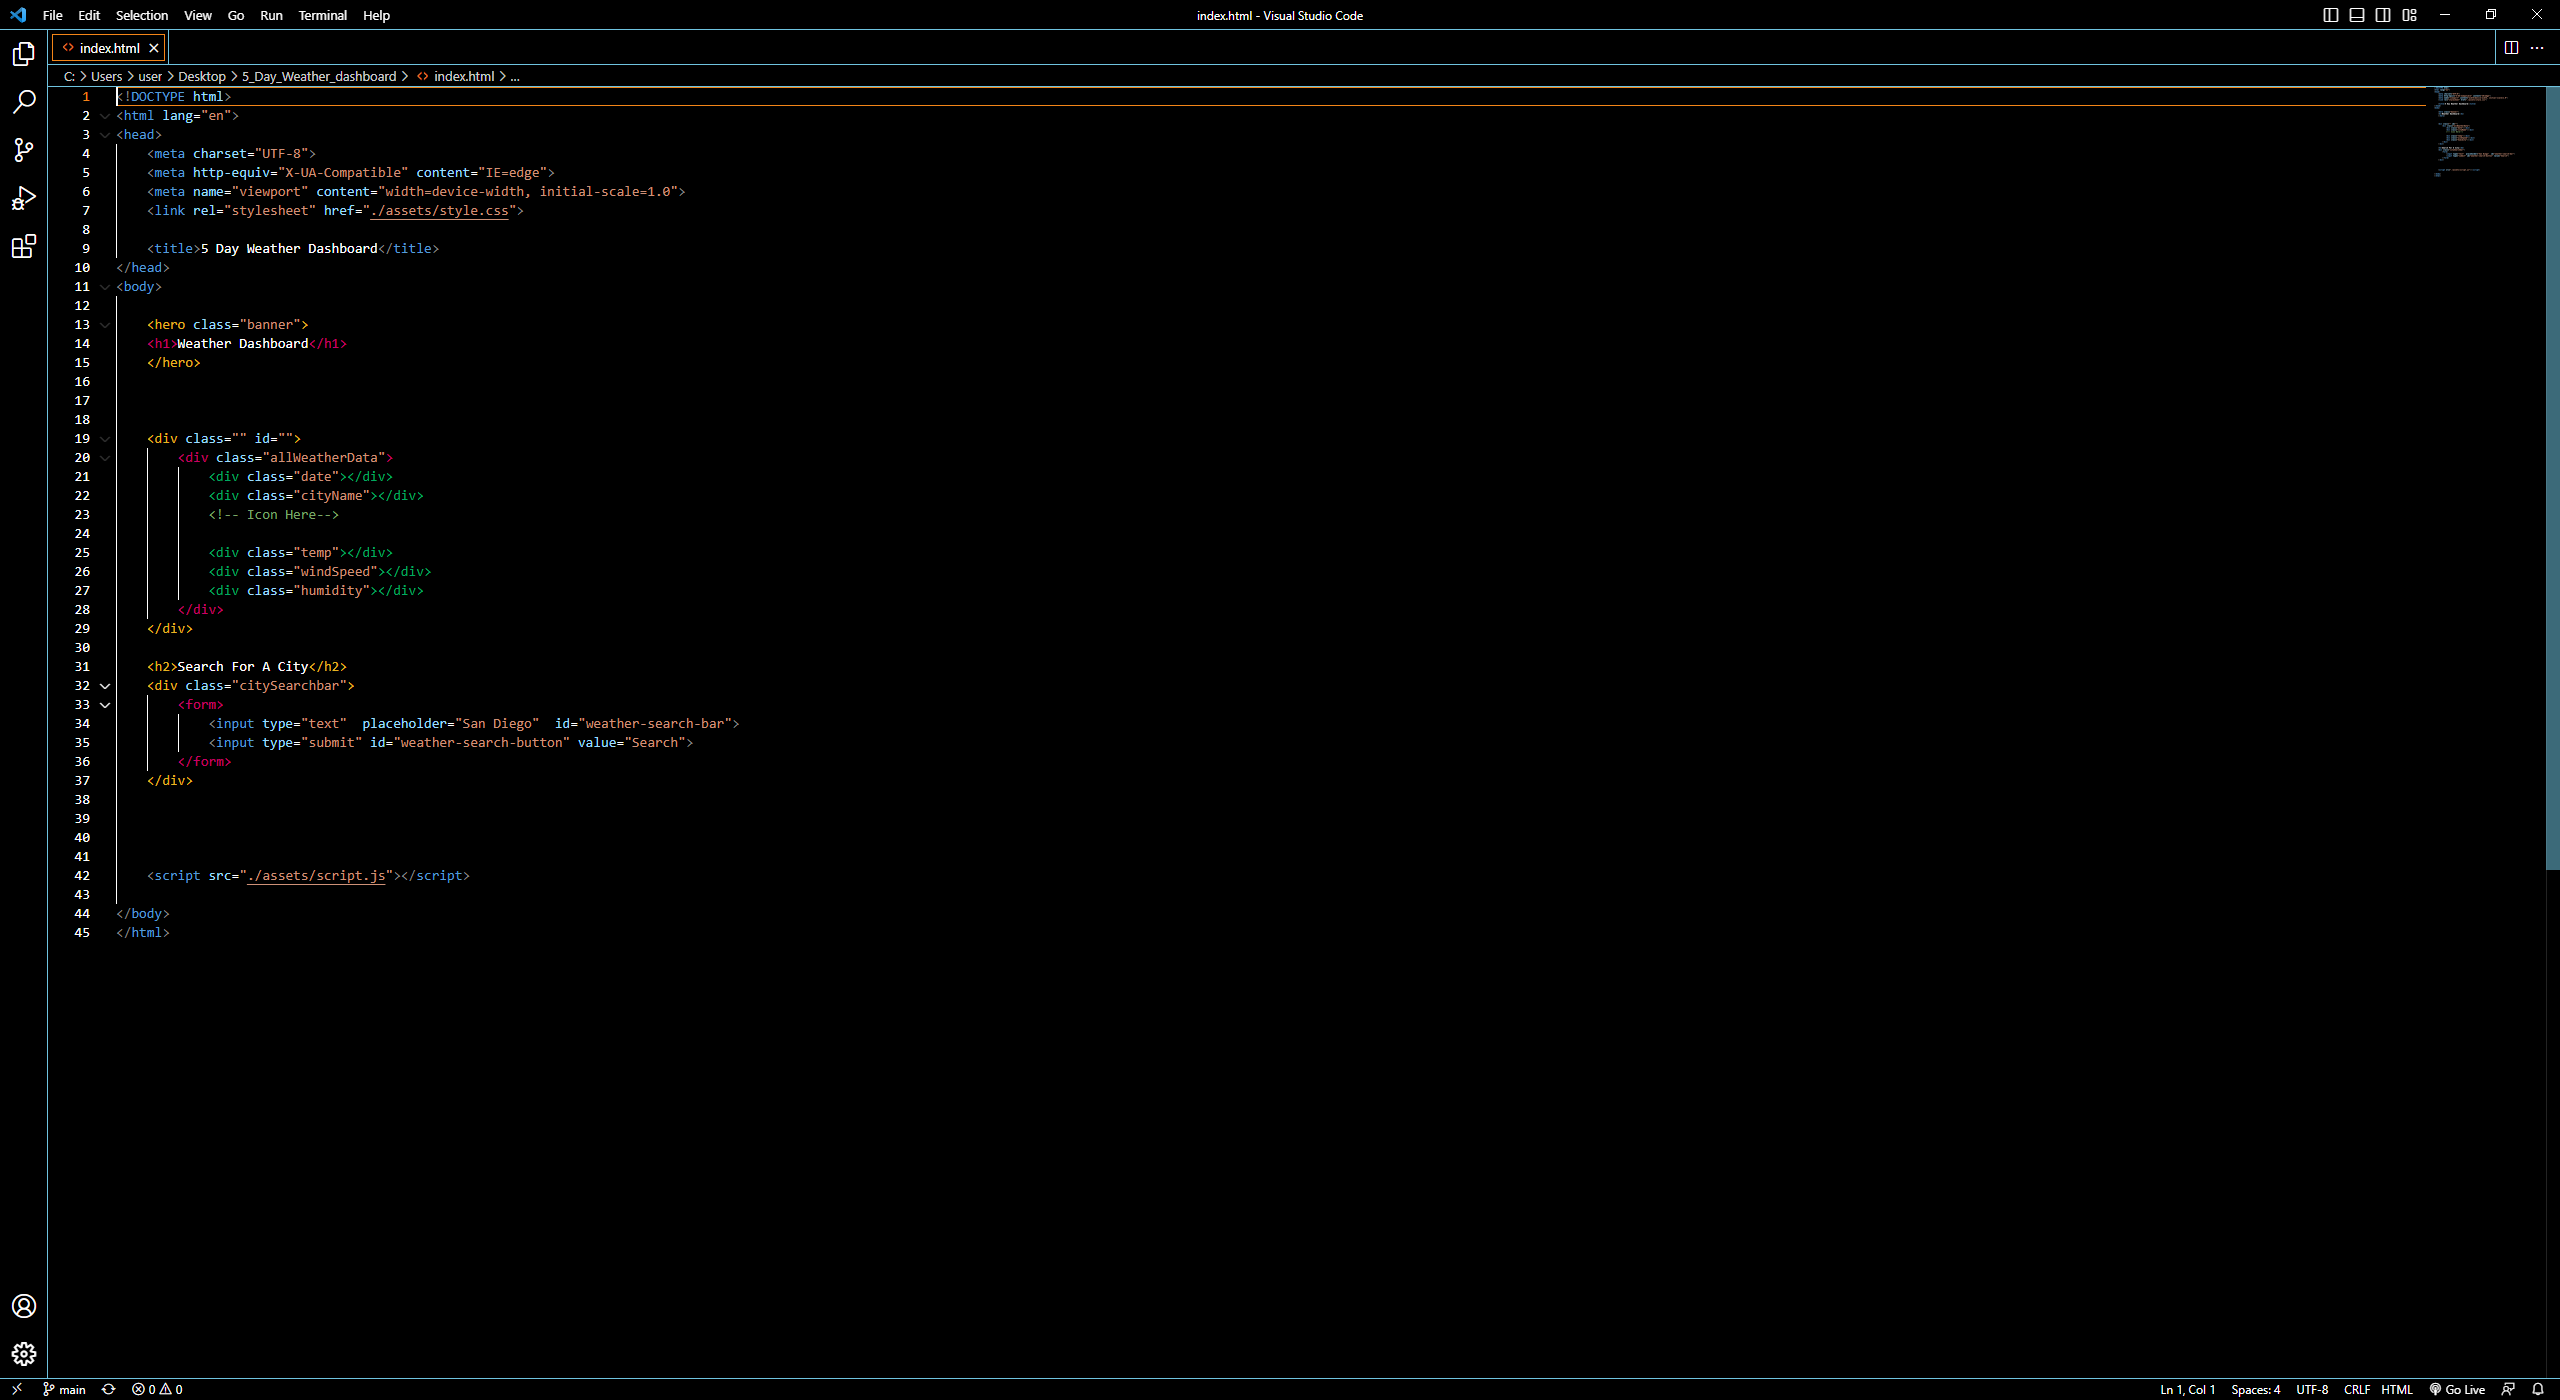 File Edit Selection View Go Run Terminal Help index.html - Visual Studio Code
index.html
C: > Users > user > Desktop > 5_Day_Weather_dashboard > index.html > ...
1 <!DOCTYPE html>
2 <html lang="en">
3 <head>
4 <meta charset="UTF-8">
5 <meta http-equiv="X-UA-Compatible" content="IE=edge">
6 <meta name="viewport" content="width=device-width, initial-scale=1.0">
7 <link rel="stylesheet" href="./assets/style.css">
8
9 <title>5 Day Weather Dashboard</title>
10 </head>
11 <body>
12
13 <hero class="banner">
14 <h1>Weather Dashboard</h1>
15 </hero>
16
17
18
19 <div class="" id="">
20 <div class="allWeatherData">
21 <div class="date"></div>
22 <div class="cityName"></div>
23 <!-- Icon Here-->
24
25 <div class="temp"></div>
26 <div class="windSpeed"></div>
27 <div class="humidity"></div>
28 </div>
29 </div>
30
31 <h2>Search For A City</h2>
32 <div class="citySearchbar">
33 <form>
34 <input type="text"  placeholder="San Diego"  id="weather-search-bar">
35 <input type="submit" id="weather-search-button" value="Search">
36 </form>
37 </div>
38
39
40
41
42 <script src="./assets/script.js"></script>
43
44 </body>
45 </html>
main 0 0 Ln 1, Col 1 Spaces: 4 UTF-8 CRLF HTML Go Live